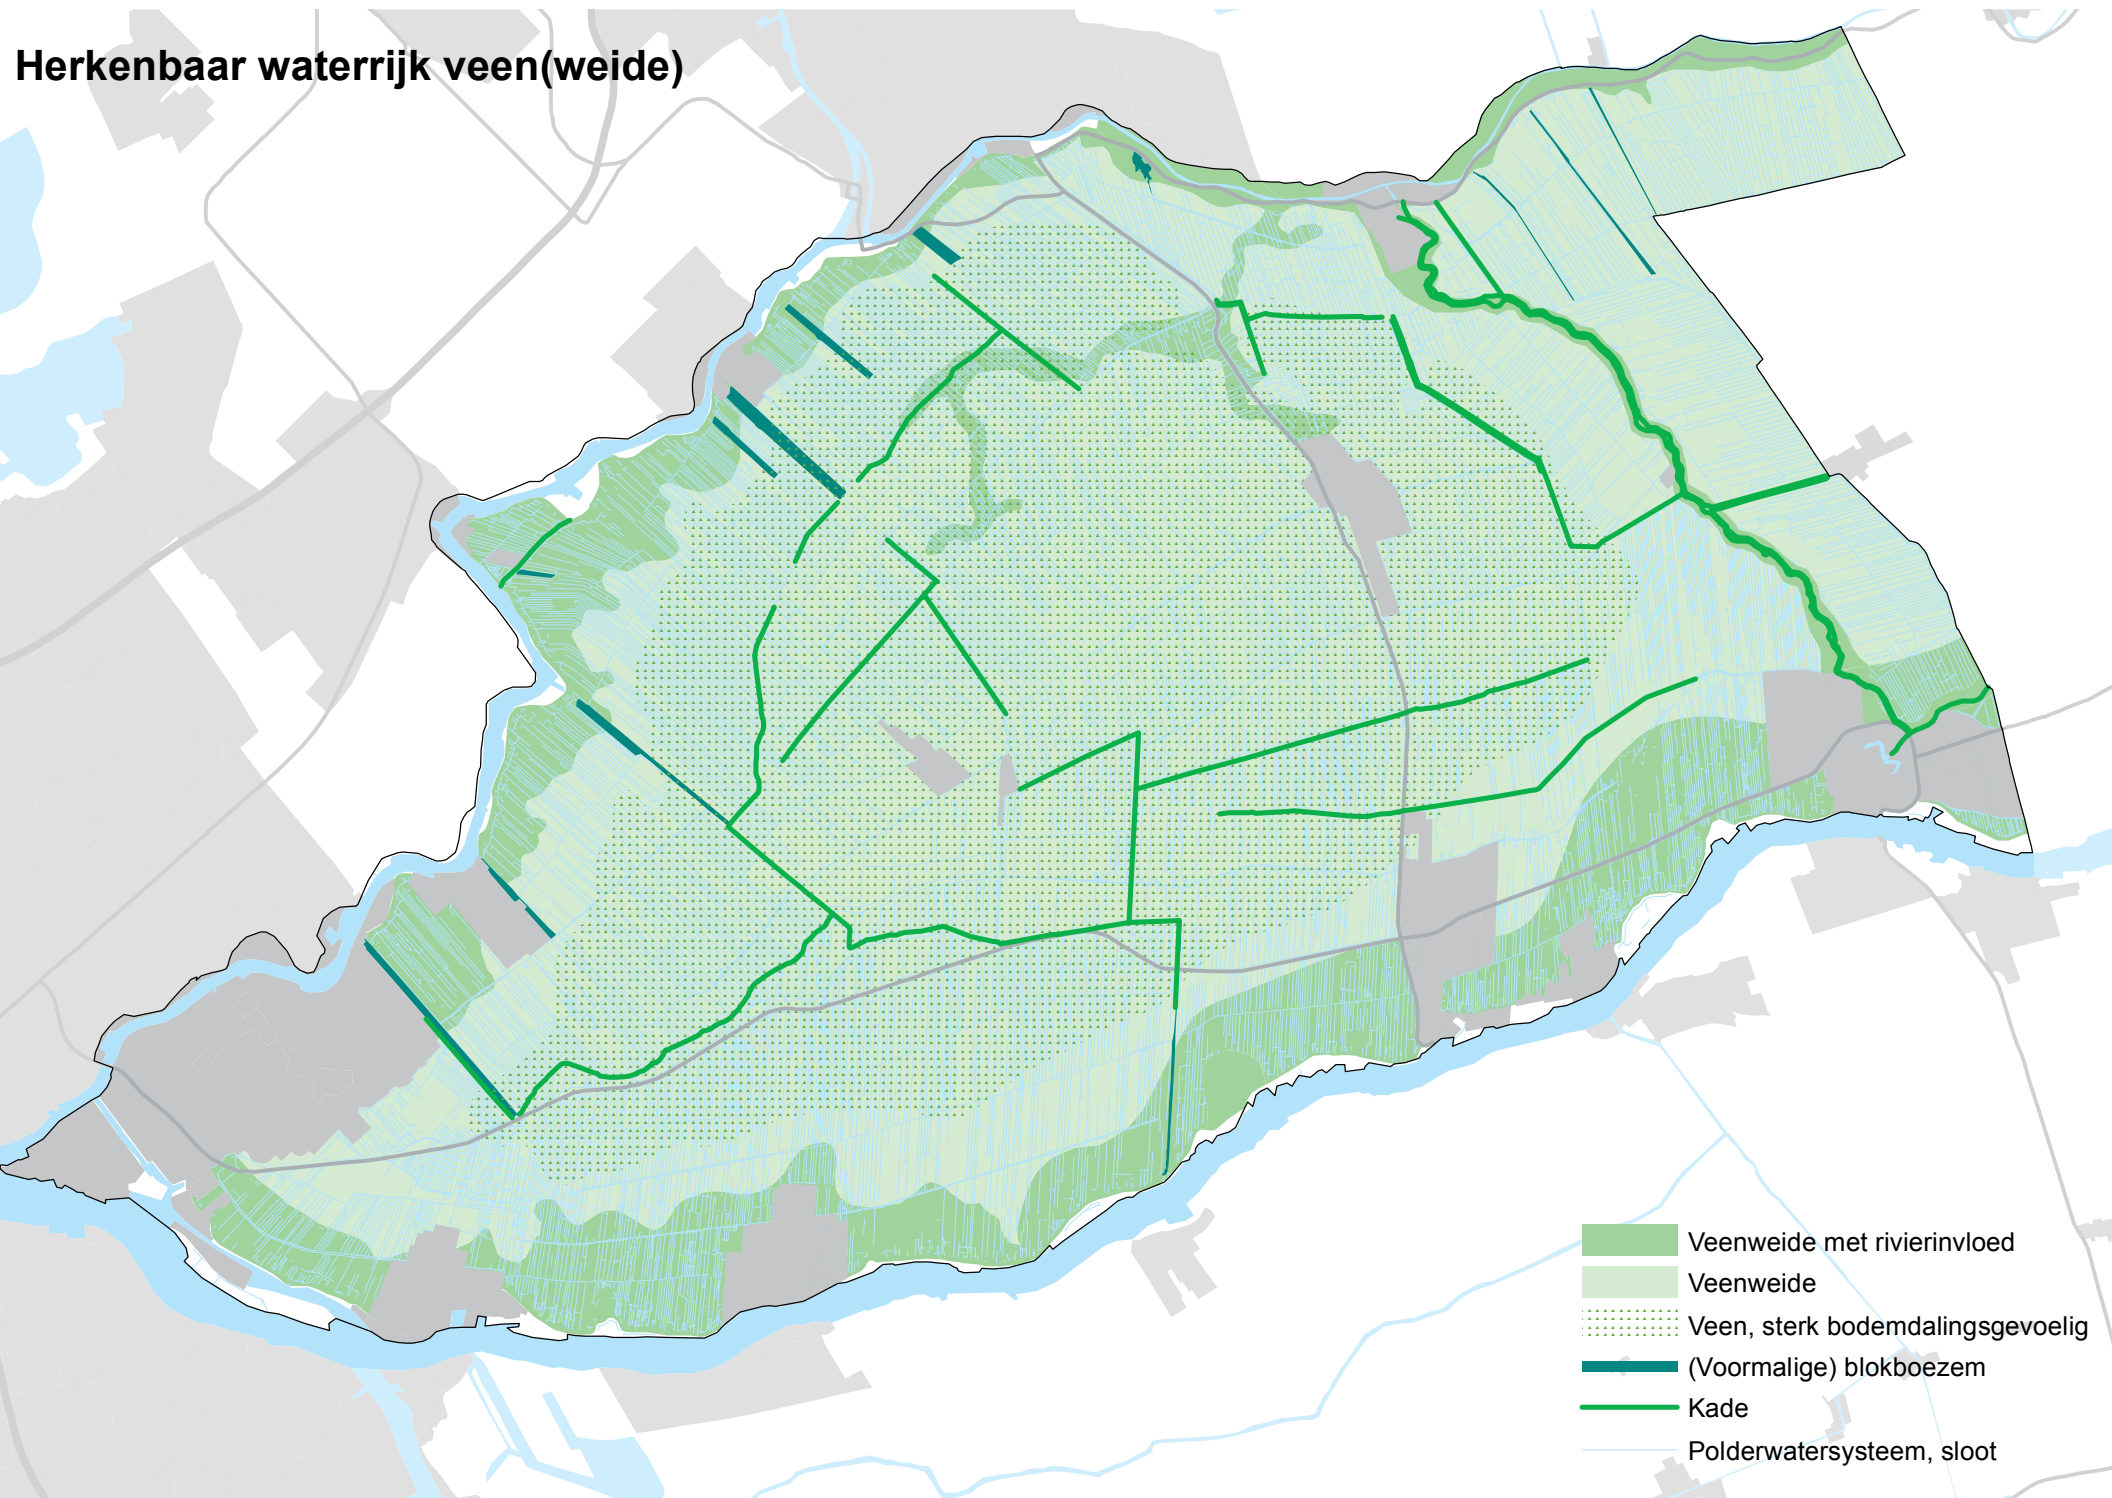 Herkenbaar waterrijk veen(weide)
Veenweide met rivierinvloed
Veenweide
Veen, sterk bodemdalingsgevoelig
(Voormalige) blokboezem
Kade
Polderwatersysteem, sloot